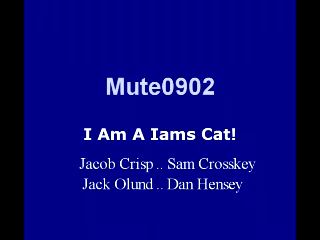 Mute0902
I Am A Iams Cat!
Jacob Crisp .. Sam Crosskey
Jack Olund .. Dan Hensey